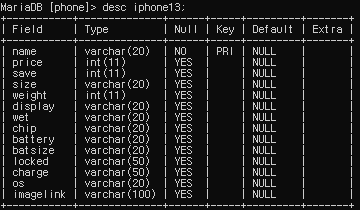 MariaDB [phone]> desc iphone13;
+-----------+--------------+------+-----+---------+-------+
| Field     | Type         | Null | Key | Default | Extra |
+-----------+--------------+------+-----+---------+-------+
| name      | varchar(20)  | NO   | PRI | NULL    |       |
| price     | int(11)      | YES  |     | NULL    |       |
| save      | int(11)      | YES  |     | NULL    |       |
| size      | varchar(20)  | YES  |     | NULL    |       |
| weight    | int(11)      | YES  |     | NULL    |       |
| display   | varchar(20)  | YES  |     | NULL    |       |
| wet       | varchar(20)  | YES  |     | NULL    |       |
| chip      | varchar(20)  | YES  |     | NULL    |       |
| battery   | varchar(20)  | YES  |     | NULL    |       |
| batsize   | varchar(20)  | YES  |     | NULL    |       |
| locked    | varchar(50)  | YES  |     | NULL    |       |
| charge    | varchar(50)  | YES  |     | NULL    |       |
| os        | varchar(20)  | YES  |     | NULL    |       |
| imagelink | varchar(100) | YES  |     | NULL    |       |
+-----------+--------------+------+-----+---------+-------+